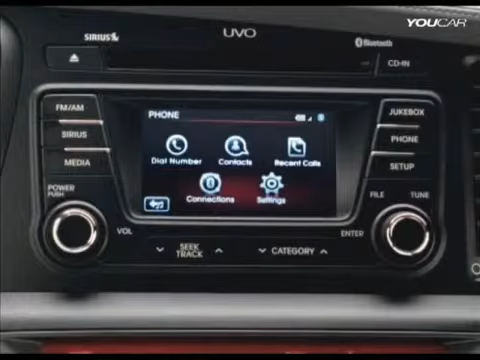 YOUCAR
SIRIUS
UVO
Bluetooth
CD-IN
FM/AM
SIRIUS
MEDIA
POWER
PUSH
VOL
PHONE
Dial Number
Contacts
Recent Calls
Connections
Settings
JUKEBOX
PHONE
SETUP
FILE
TUNE
ENTER
SEEK
TRACK
CATEGORY